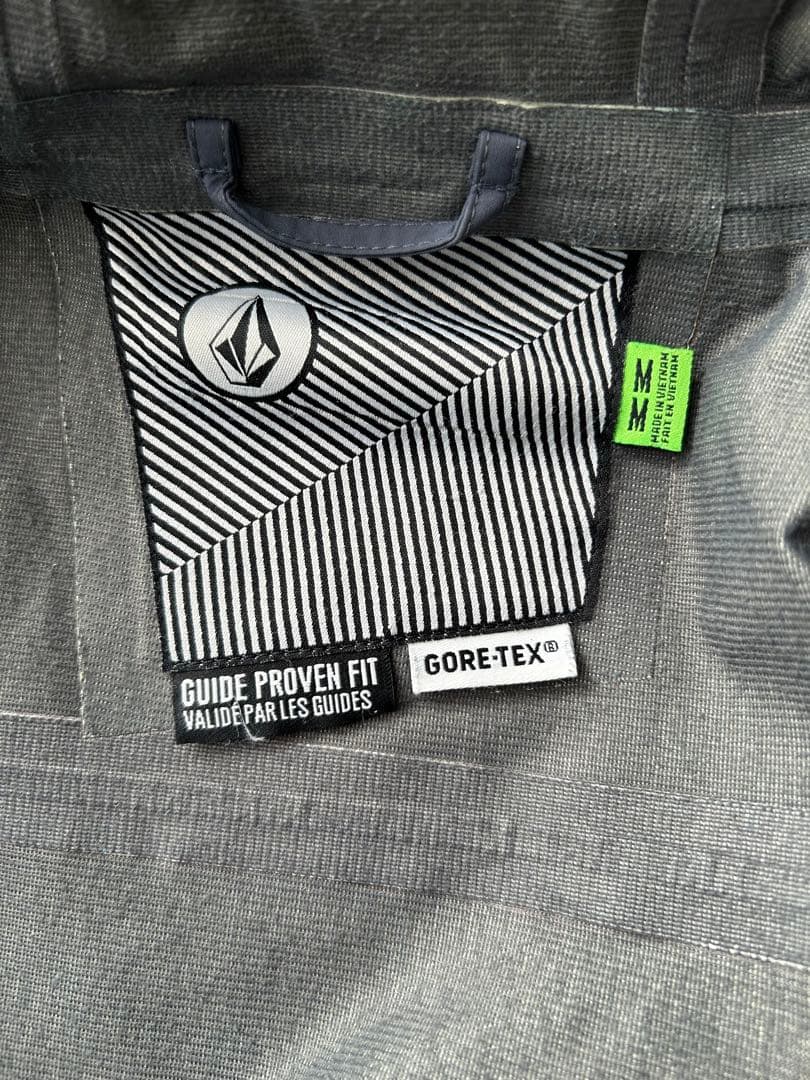 M
M
MADE IN VIETNAM
FAIT EN VIETNAM
GUIDE PROVEN FIT
VALIDÉ PAR LES GUIDES
GORE-TEX®